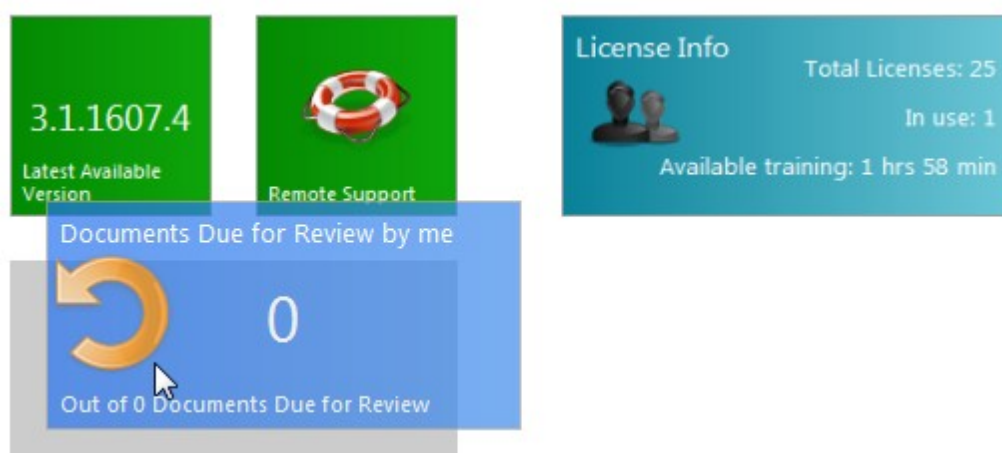 3.1.1607.4
Latest Available
Version
Remote Support
License Info
Total Licenses: 25
In use: 1
Available training: 1 hrs 58 min
Documents Due for Review by me
0
Out of 0 Documents Due for Review